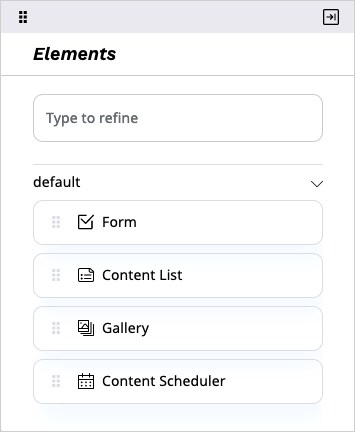 Elements
Type to refine
default
Form
Content List
Gallery
Content Scheduler